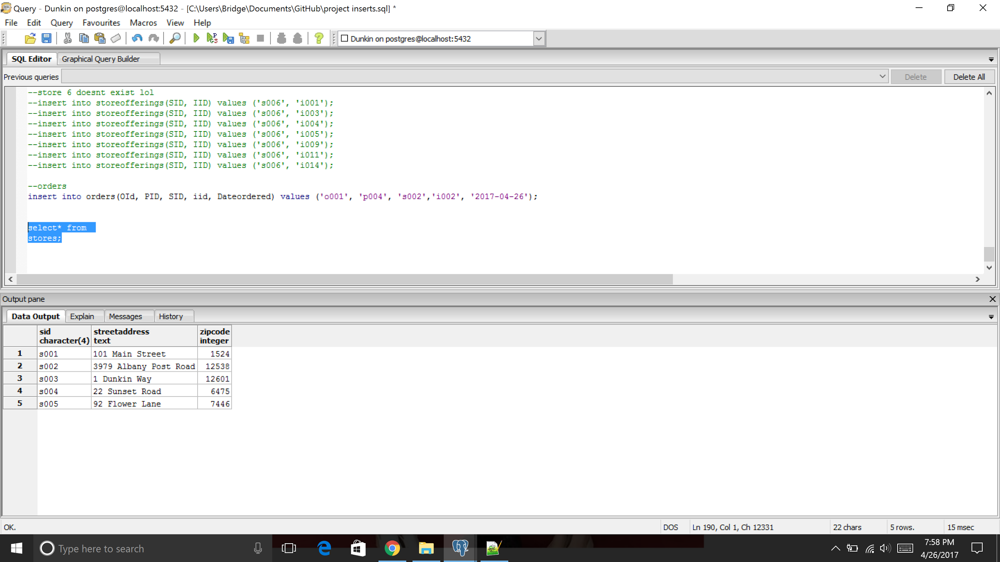 Query - Dunkin on postgres@localhost:5432 - [C:\Users\Bridge\Documents\GitHub\project inserts.sql] *
File Edit Query Favourites Macros View Help
Dunkin on postgres@localhost:5432
SQL Editor Graphical Query Builder
Previous queries Delete Delete All
--store 6 doesnt exist lol
--insert into storeofferings(SID, IID) values ('s006', 'i001');
--insert into storeofferings(SID, IID) values ('s006', 'i003');
--insert into storeofferings(SID, IID) values ('s006', 'i004');
--insert into storeofferings(SID, IID) values ('s006', 'i005');
--insert into storeofferings(SID, IID) values ('s006', 'i009');
--insert into storeofferings(SID, IID) values ('s006', 'i011');
--insert into storeofferings(SID, IID) values ('s006', 'i014');
--orders
insert into orders(OId, PID, SID, iid, Dateordered) values ('o001', 'p004', 's002','i002', '2017-04-26');
select* from
stores;
Output pane
Data Output Explain Messages History
sid streetaddress zipcode
character(4) text integer
1 s001 101 Main Street 1524
2 s002 3979 Albany Post Road 12538
3 s003 1 Dunkin Way 12601
4 s004 22 Sunset Road 6475
5 s005 92 Flower Lane 7446
OK. DOS Ln 190, Col 1, Ch 12331 22 chars 5 rows. 15 msec
Type here to search
7:58 PM
4/26/2017